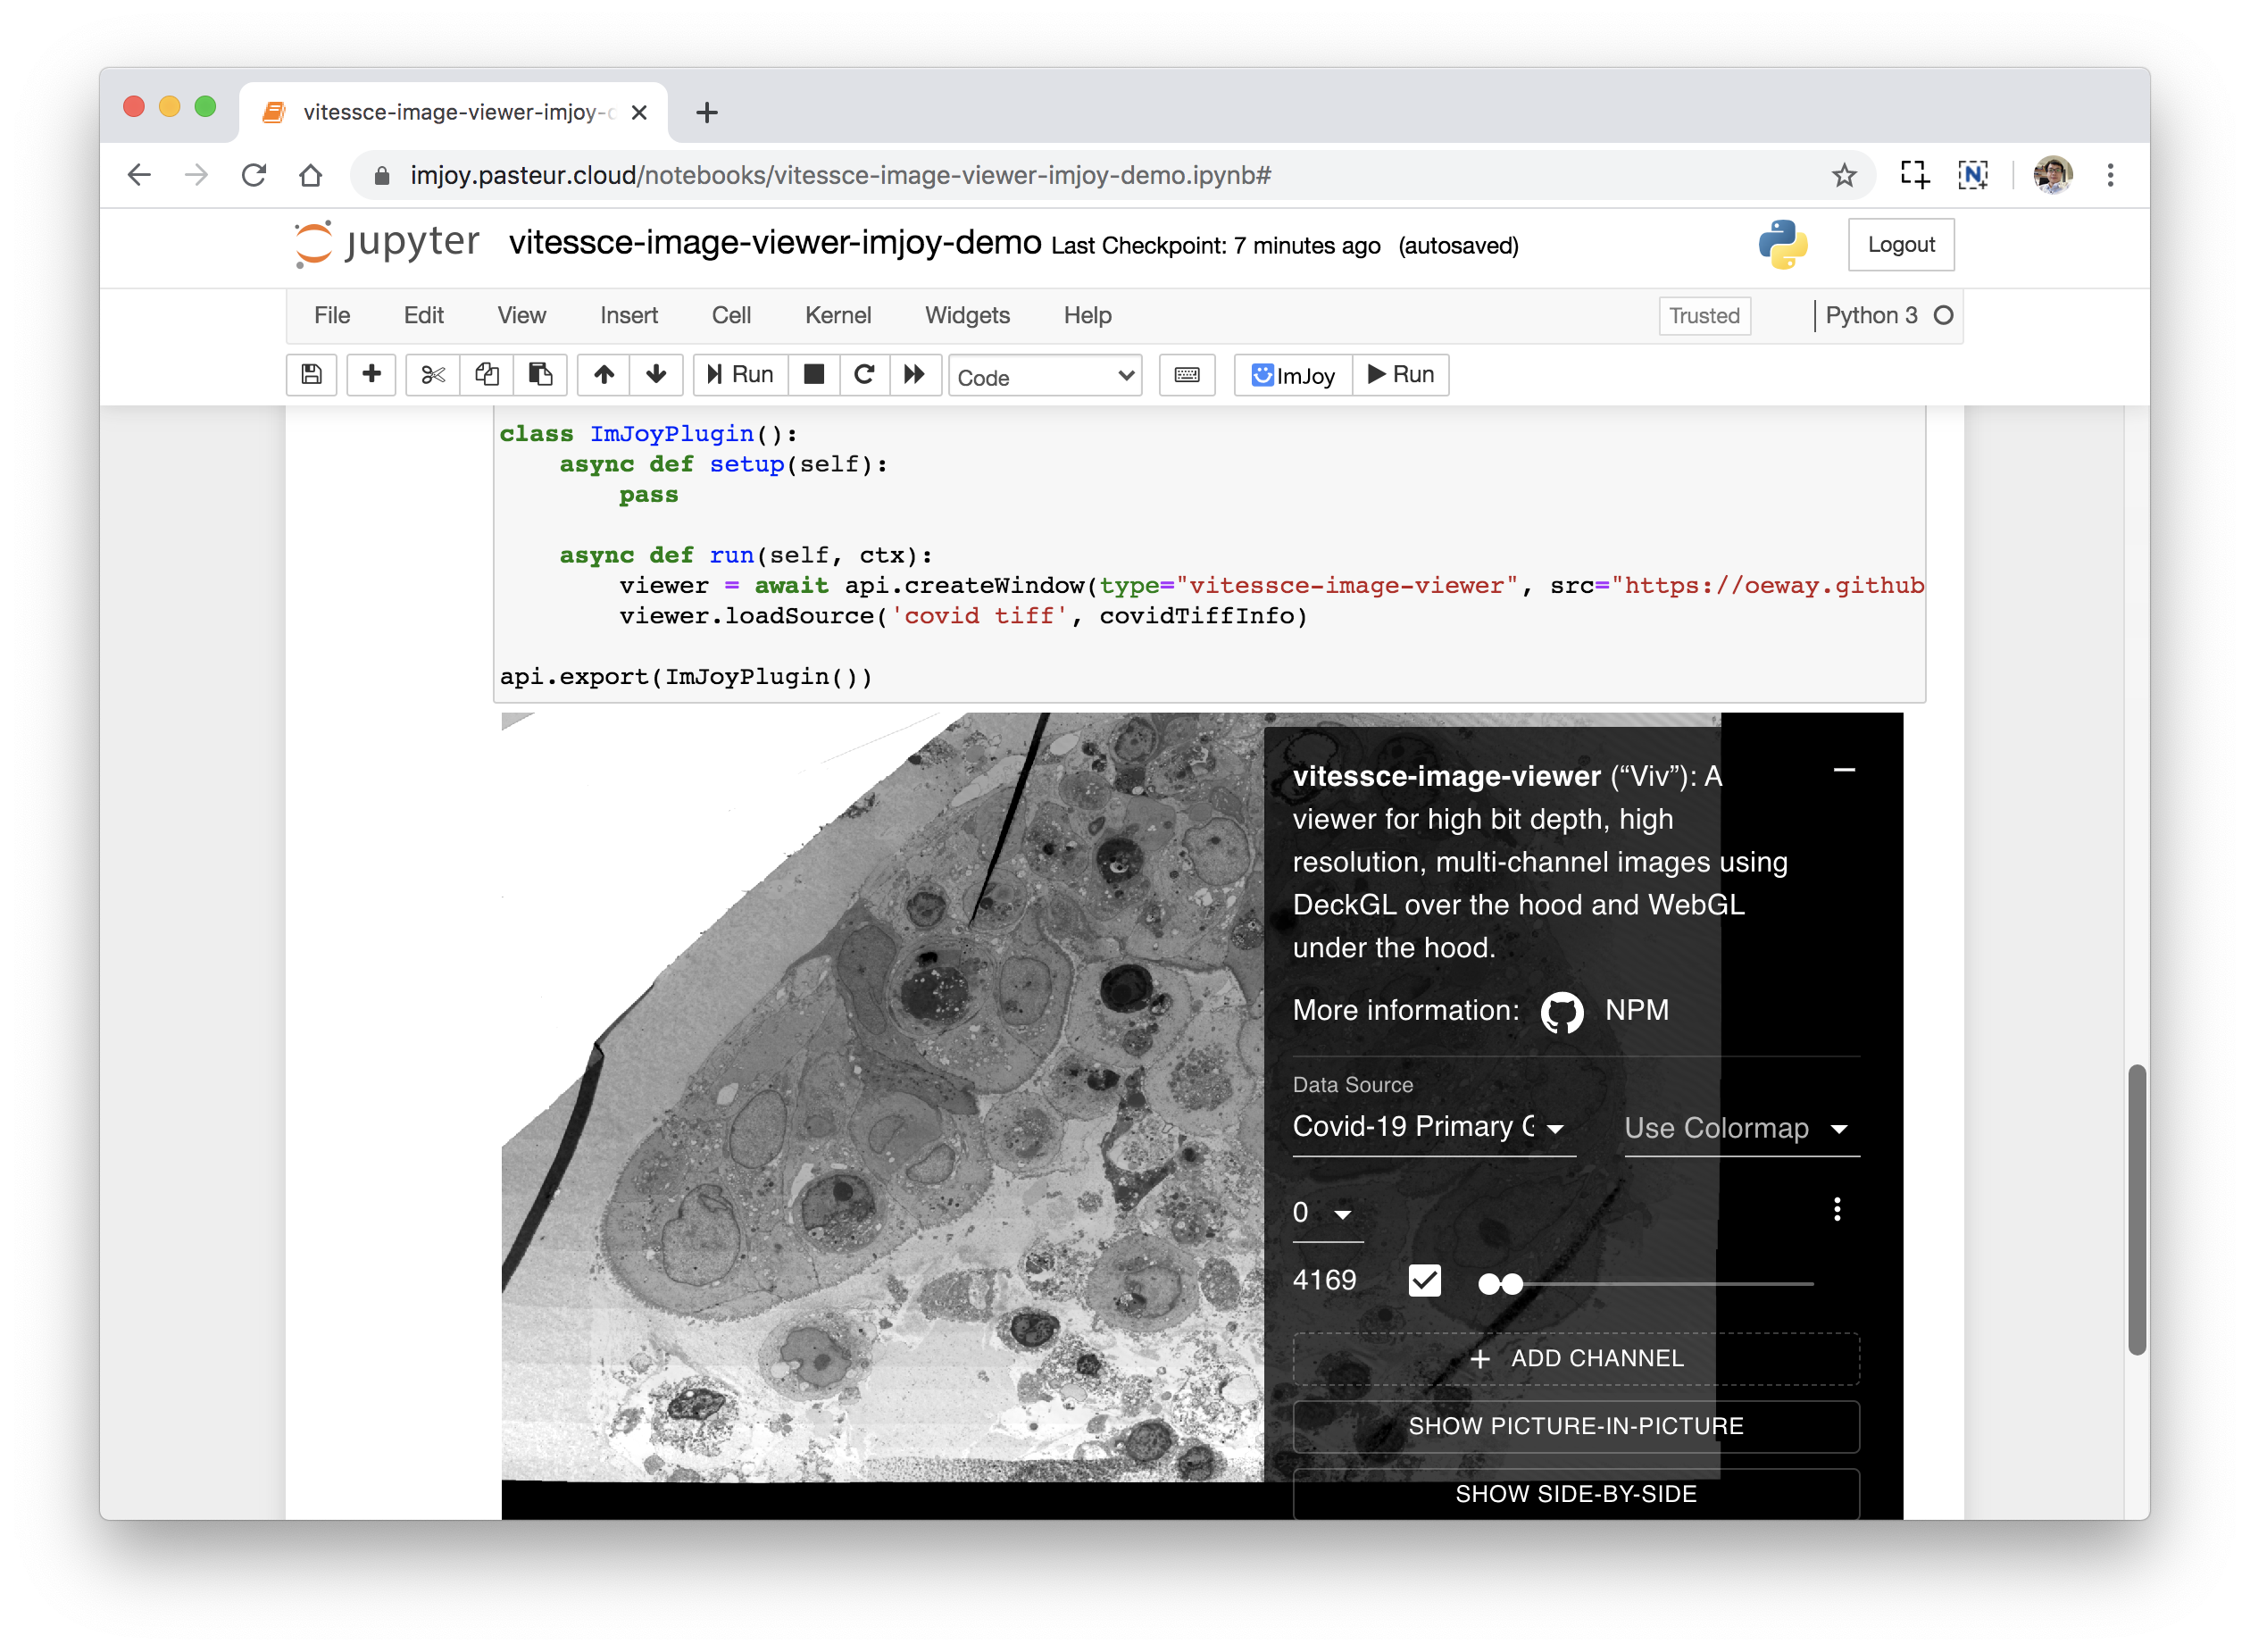 vitessce-image-viewer-imjoy-
imjoy.pasteur.cloud/notebooks/vitessce-image-viewer-imjoy-demo.ipynb#
jupyter vitessce-image-viewer-imjoy-demo Last Checkpoint: 7 minutes ago (autosaved)
Logout
File Edit View Insert Cell Kernel Widgets Help Trusted Python 3
Run Code ImJoy Run
class ImJoyPlugin():
async def setup(self):
pass
async def run(self, ctx):
viewer = await api.createWindow(type="vitessce-image-viewer", src="https://oeway.github
viewer.loadSource('covid tiff', covidTiffInfo)
api.export(ImJoyPlugin())
vitessce-image-viewer (“Viv”): A
viewer for high bit depth, high
resolution, multi-channel images using
DeckGL over the hood and WebGL
under the hood.
More information: NPM
Data Source
Covid-19 Primary Use Colormap
0
4169
+ ADD CHANNEL
SHOW PICTURE-IN-PICTURE
SHOW SIDE-BY-SIDE